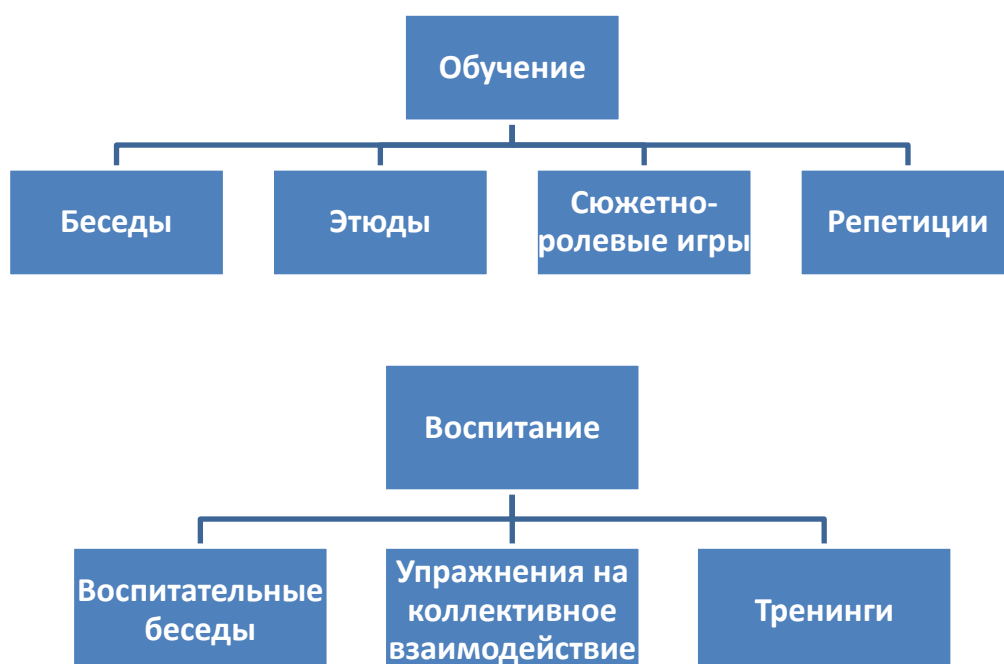 Обучение
Беседы
Этюды
Сюжетно-
ролевые игры
Репетиции
Воспитание
Воспитательные
беседы
Упражнения на
коллективное
взаимодействие
Тренинги